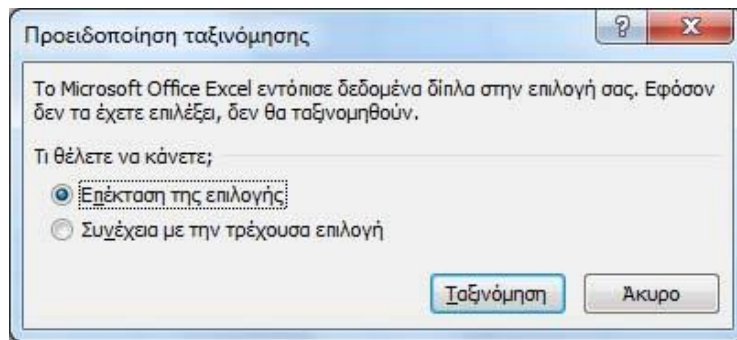 Προειδοποίηση ταξινόμησης
Το Microsoft Office Excel εντόπισε δεδομένα δίπλα στην επιλογή σας. Εφόσον
δεν τα έχετε επιλέξει, δεν θα ταξινομηθούν.
Τι θέλετε να κάνετε;
Επέκταση της επιλογής
Συνέχεια με την τρέχουσα επιλογή
Ταξινόμηση Άκυρο